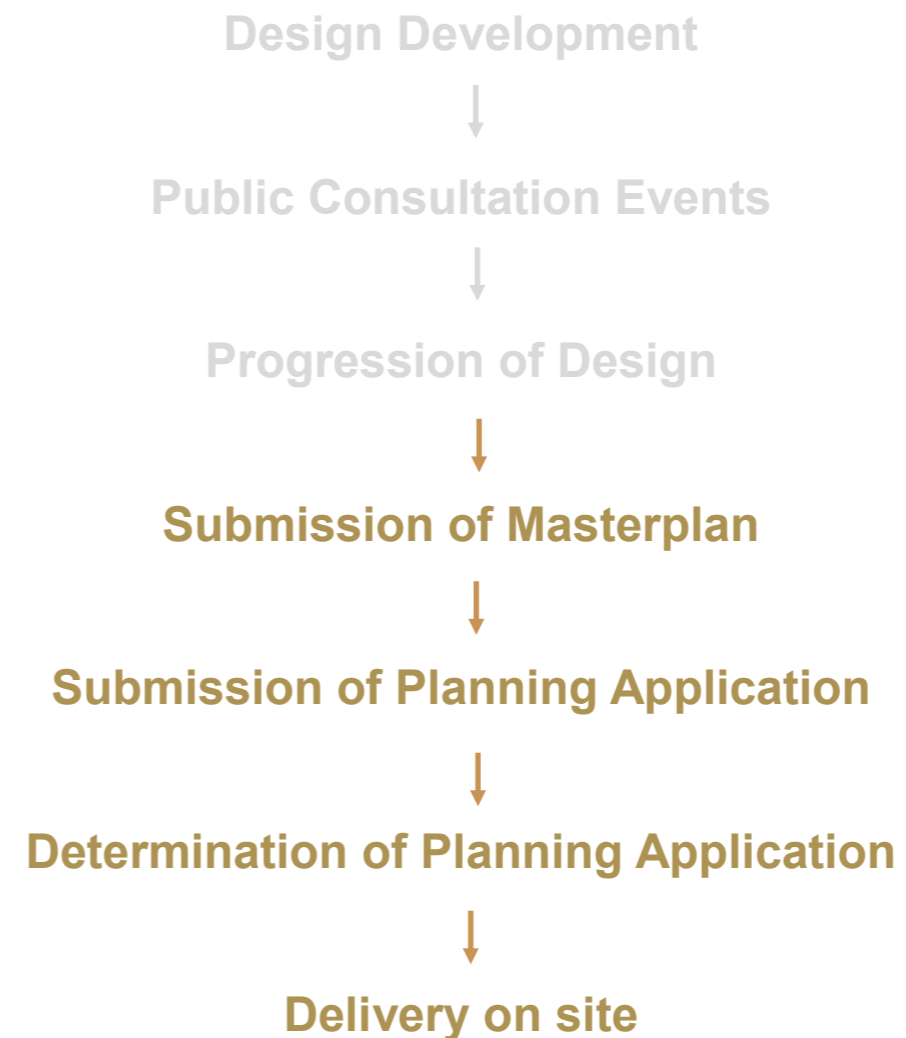 Design Development
Public Consultation Events
Progression of Design
Submission of Masterplan
Submission of Planning Application
Determination of Planning Application
Delivery on site